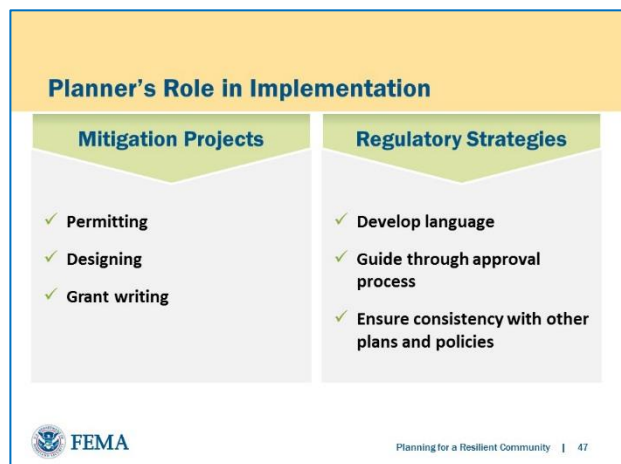 Planner's Role in Implementation
Mitigation Projects
✓ Permitting
✓ Designing
✓ Grant writing
Regulatory Strategies
✓ Develop language
✓ Guide through approval
process
✓ Ensure consistency with other
plans and policies
FEMA
Planning for a Resilient Community | 47